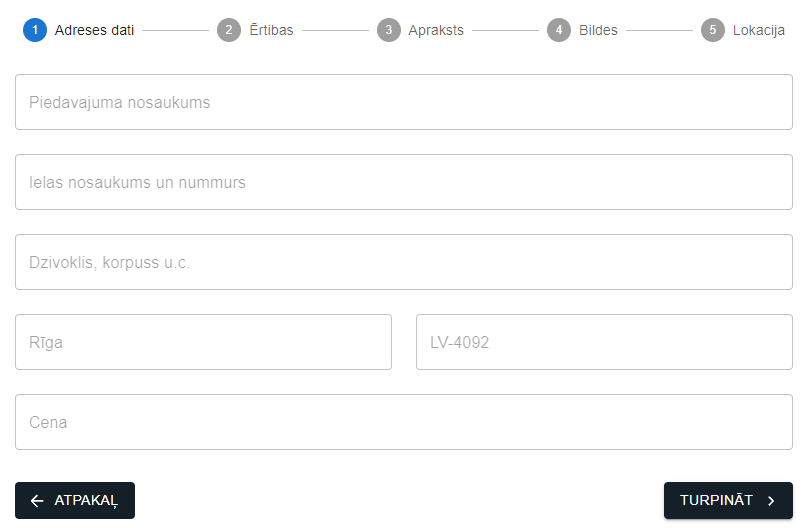 1 Adreses dati 2 Ērtības 3 Apraksts 4 Bildes 5 Lokacija
Piedavajuma nosaukums
Ielas nosaukums un nummurs
Dzivoklis, korpuss u.c.
Rīga LV-4092
Cena
ATPAKAĻ TURPINĀT